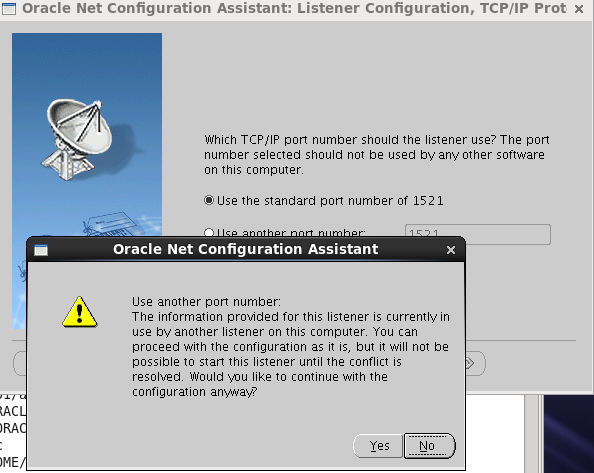 Oracle Net Configuration Assistant: Listener Configuration, TCP/IP Prot
Which TCP/IP port number should the listener use? The port
number selected should not be used by any other software
on this computer.
Use the standard port number of 1521
Use another port number:
1521
Oracle Net Configuration Assistant
Use another port number:
The information provided for this listener is currently in
use by another listener on this computer. You can
proceed with the configuration as it is, but it will not be
possible to start this listener until the conflict is
resolved. Would you like to continue with the
configuration anyway?
Yes
No
RACL
ORAC
c
OME/